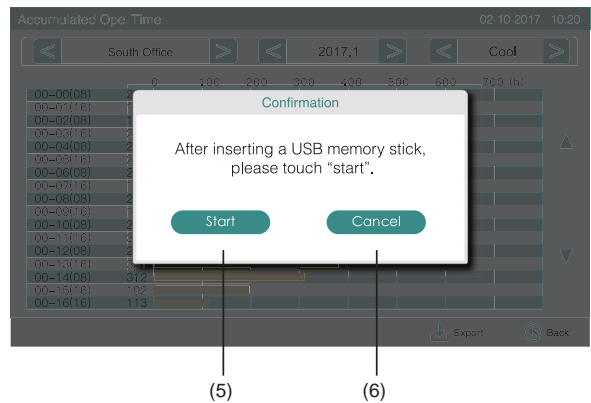 Accumulated Ope. Time 02-10-2017 10:20
South Office 2017.1 Cool
0 100 200 300 400 500 600 700 (h)
00-00(08)
00-01(16)
00-02(08)
00-03(16)
00-04(08)
00-05(16)
00-06(08)
00-07(16)
00-08(08)
00-09(16)
00-10(08)
00-11(16)
00-12(08)
00-13(16)
00-14(08) 312
00-15(16) 192
00-16(16) 113
Confirmation
After inserting a USB memory stick,
please touch “start”.
Start Cancel
Export Back
(5) (6)